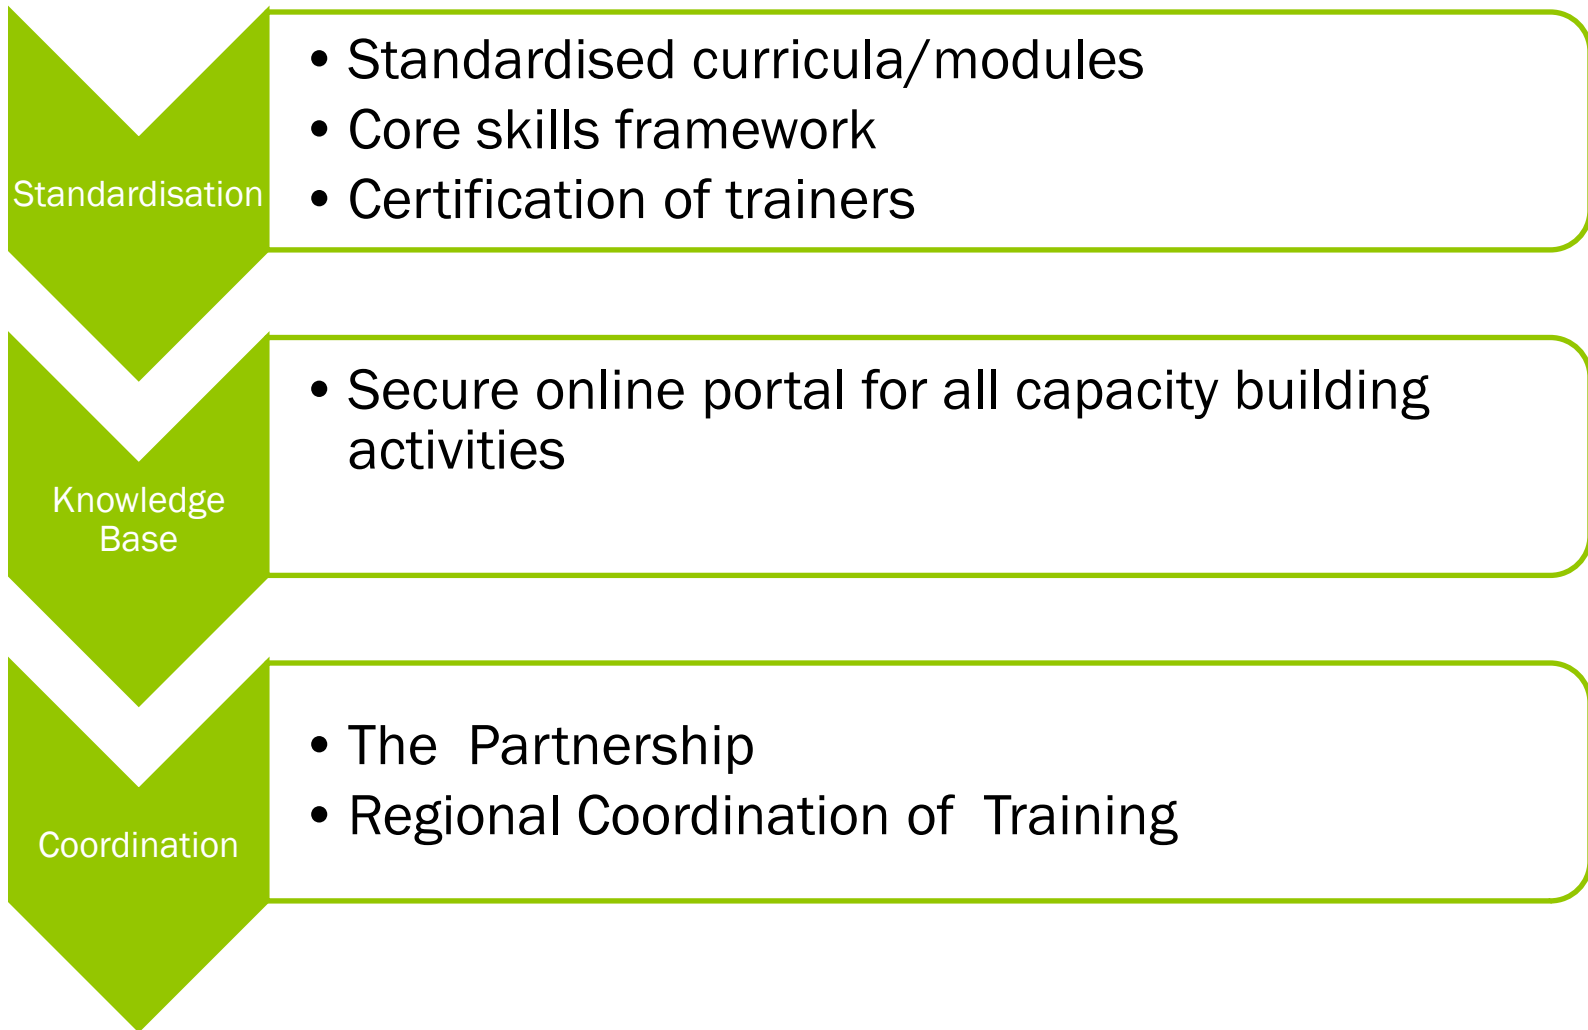 Standardisation
• Standardised curricula/modules
• Core skills framework
• Certification of trainers
Knowledge
Base
• Secure online portal for all capacity building
activities
Coordination
• The  Partnership
• Regional Coordination of  Training